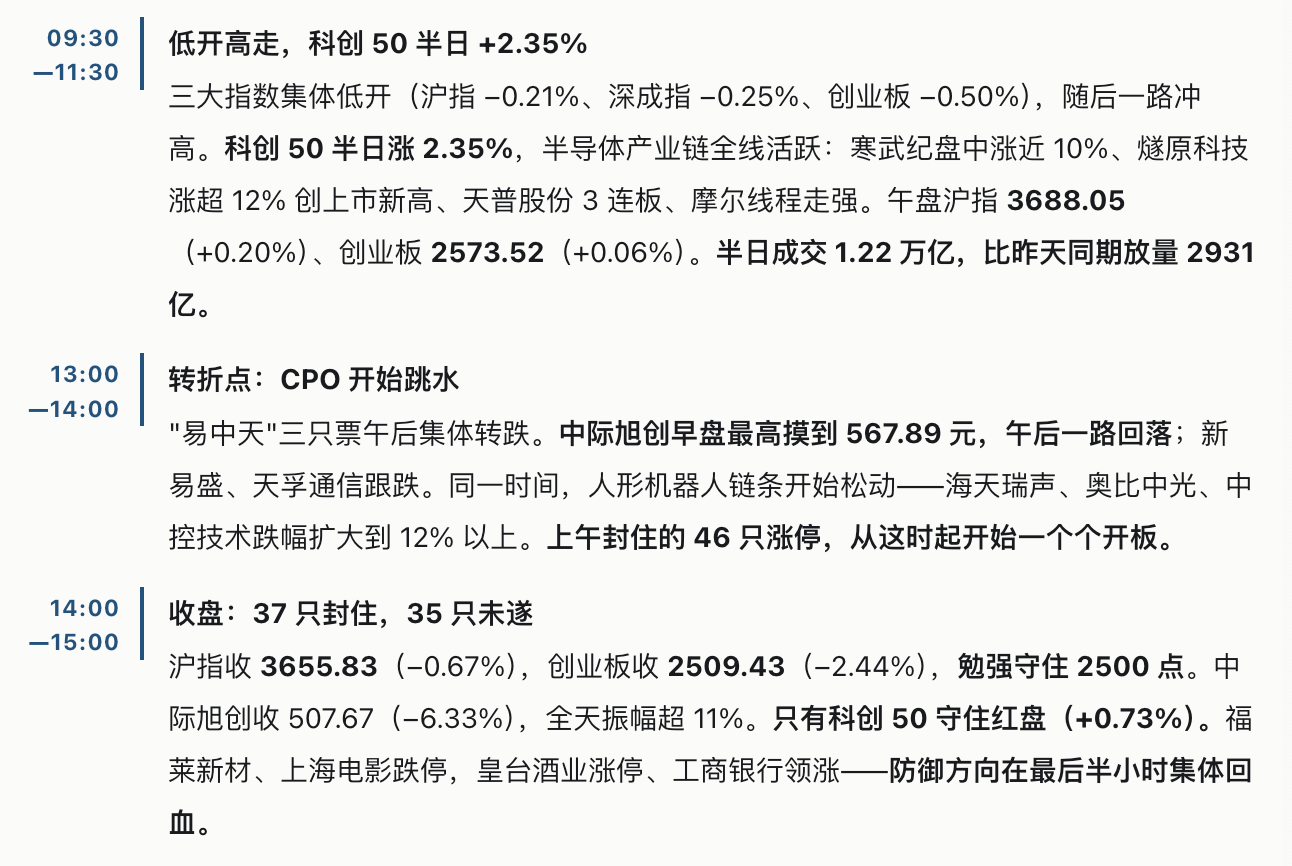 09:30
—11:30
低开高走，科创 50 半日 +2.35%
三大指数集体低开（沪指 −0.21%、深成指 −0.25%、创业板 −0.50%），随后一路冲
高。科创 50 半日涨 2.35%，半导体产业链全线活跃：寒武纪盘中涨近 10%、燧原科技
涨超 12% 创上市新高、天普股份 3 连板、摩尔线程走强。午盘沪指 3688.05
（+0.20%）、创业板 2573.52（+0.06%）。半日成交 1.22 万亿，比昨天同期放量 2931
亿。
13:00
—14:00
转折点：CPO 开始跳水
"易中天"三只票午后集体转跌。中际旭创早盘最高摸到 567.89 元，午后一路回落；新
易盛、天孚通信跟跌。同一时间，人形机器人链条开始松动——海天瑞声、奥比中光、中
控技术跌幅扩大到 12% 以上。上午封住的 46 只涨停，从这时起开始一个个开板。
14:00
—15:00
收盘：37 只封住，35 只未遂
沪指收 3655.83（−0.67%），创业板收 2509.43（−2.44%），勉强守住 2500 点。中
际旭创收 507.67（−6.33%），全天振幅超 11%。只有科创 50 守住红盘（+0.73%）。福
莱新材、上海电影跌停，皇台酒业涨停、工商银行领涨——防御方向在最后半小时集体回
血。